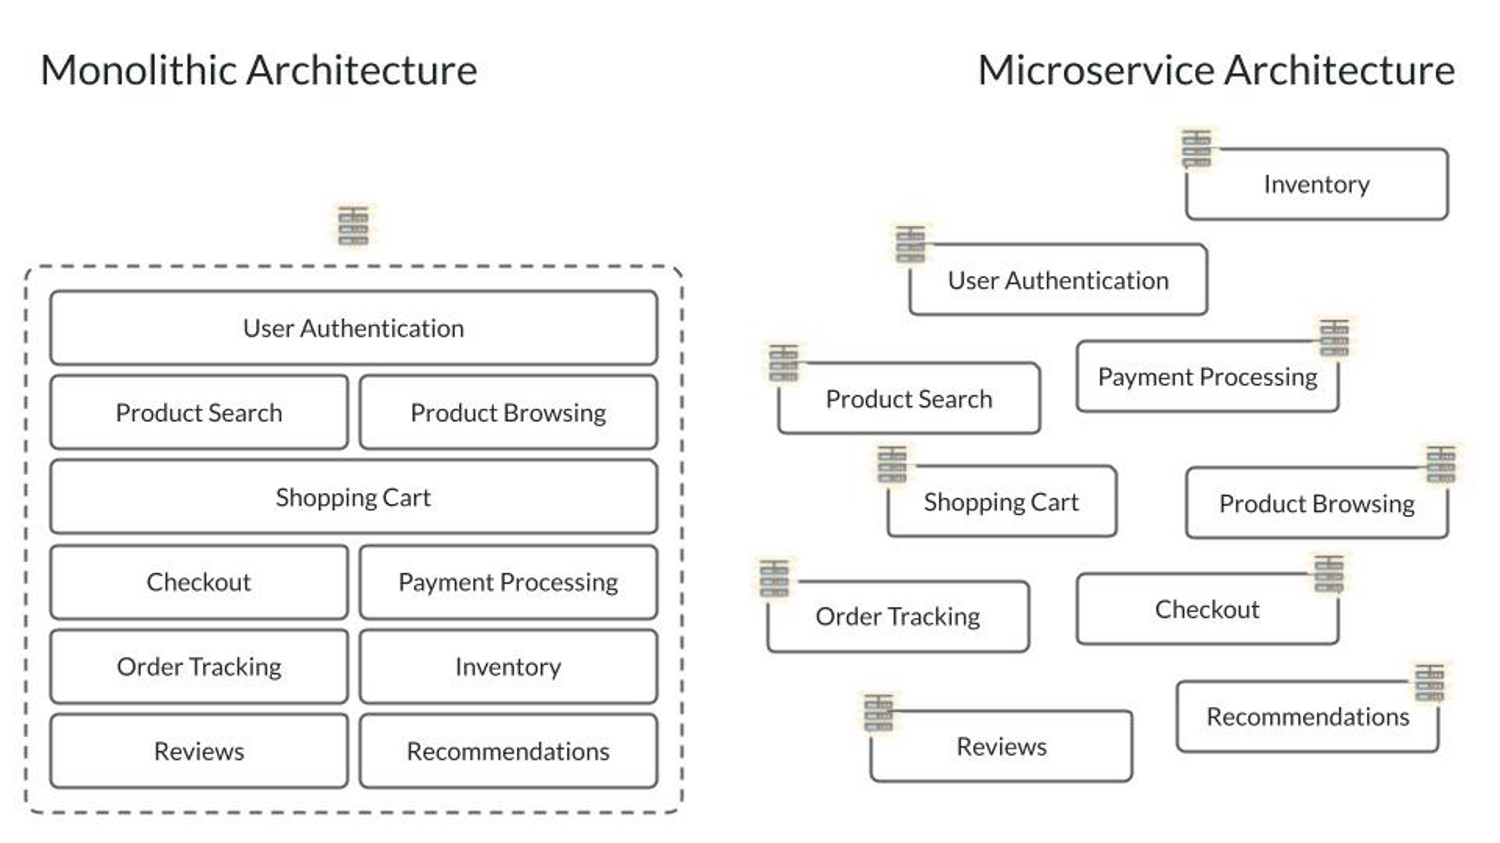 Monolithic Architecture
User Authentication
Product Search
Product Browsing
Shopping Cart
Checkout
Payment Processing
Order Tracking
Inventory
Reviews
Recommendations
Microservice Architecture
Inventory
User Authentication
Payment Processing
Product Search
Shopping Cart
Product Browsing
Order Tracking
Checkout
Recommendations
Reviews